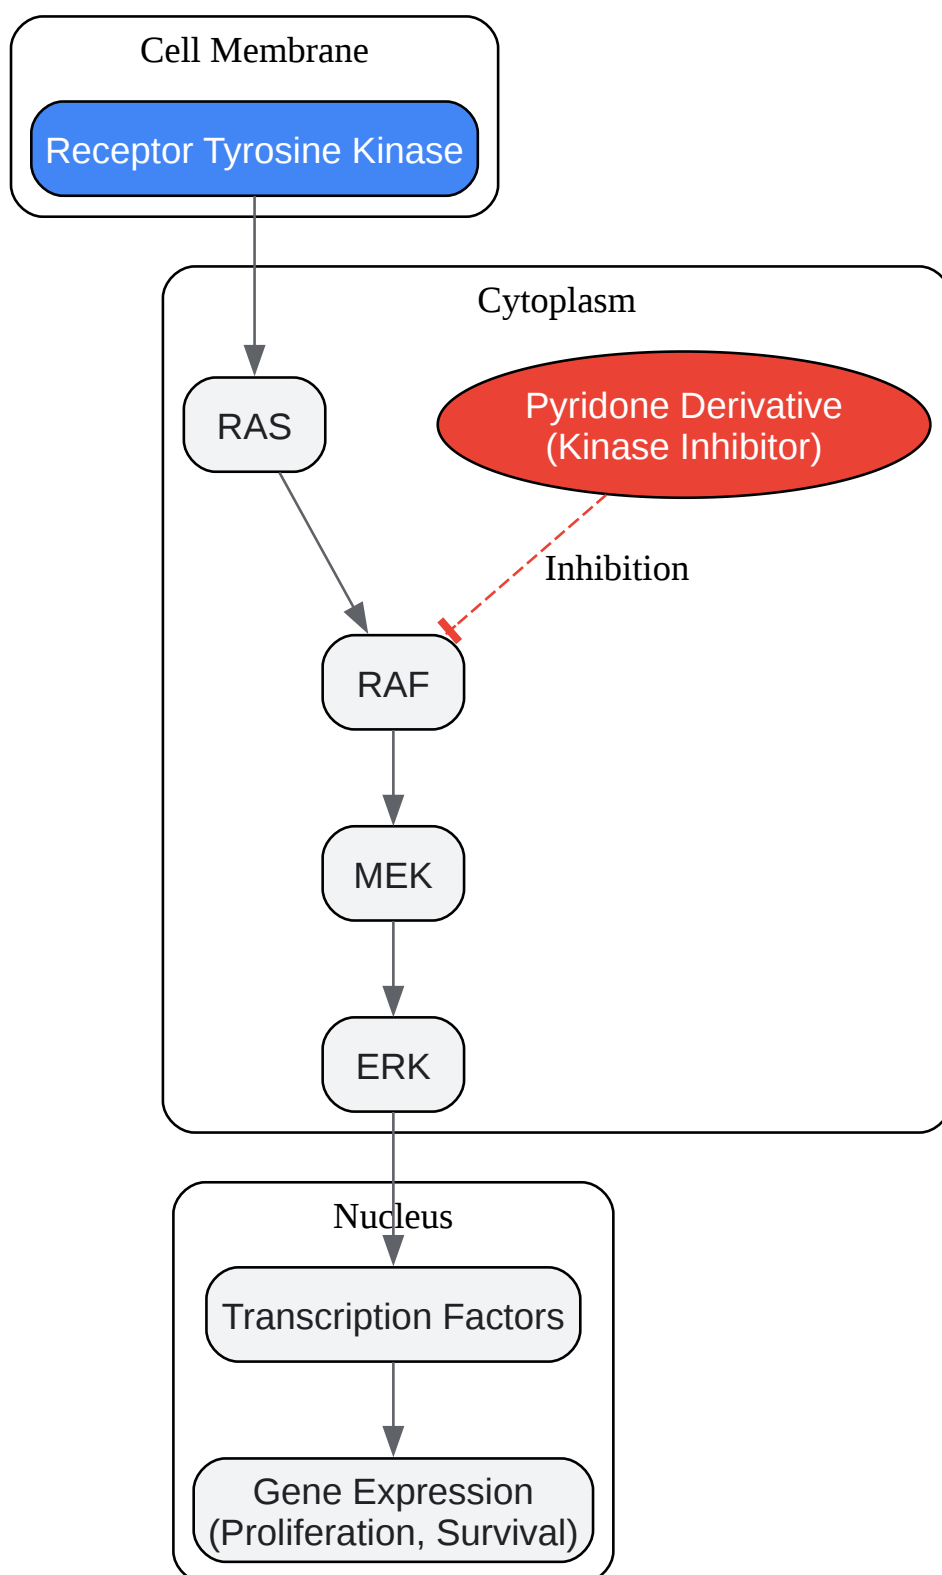 Cell Membrane
Receptor Tyrosine Kinase
Cytoplasm
RAS
Pyridone Derivative
(Kinase Inhibitor)
Inhibition
RAF
MEK
ERK
Nucleus
Transcription Factors
Gene Expression
(Proliferation, Survival)